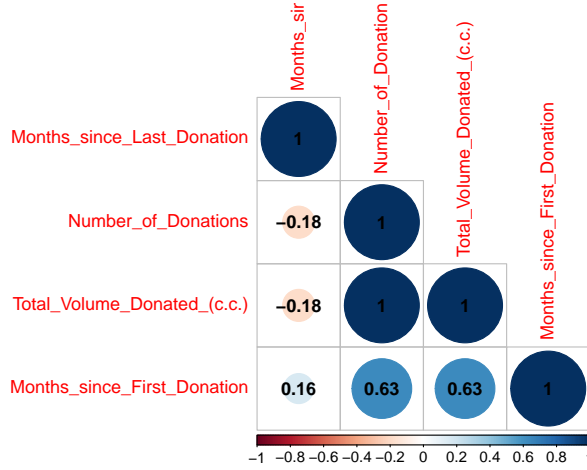 Months_sir
Number_of_Donation
Total_Volume_Donated_(c.c.)
Months_since_First_Donation
Months_since_Last_Donation
1
Number_of_Donations
−0.18
1
Total_Volume_Donated_(c.c.)
−0.18
1
1
Months_since_First_Donation
0.16
0.63
0.63
1
−1
−0.8
−0.6
−0.4
−0.2
0
0.2
0.4
0.6
0.8